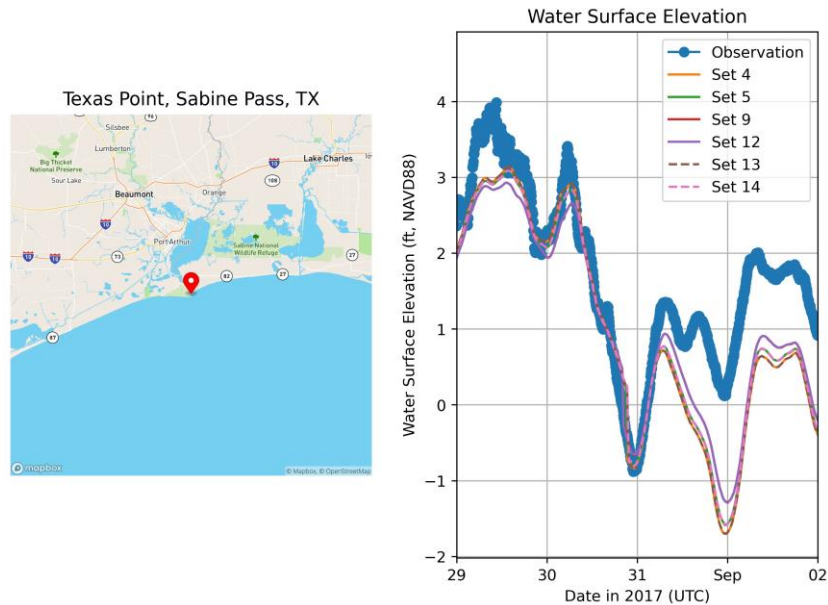 Texas Point, Sabine Pass, TX
96
Silsbee
Big Thicket
National Preserve
Lumberton
Sour Lake
Lake Charles
10
108
Beaumont
Orange
10
Port Arthur
Sabine National
Wildlife Refuge
27
10
10
73
82
27
87
mapbox
© Mapbox, © OpenStreetMap
Water Surface Elevation
Observation
Set 4
Set 5
Set 9
Set 12
Set 13
Set 14
Water Surface Elevation (ft, NAVD88)
4
3
2
1
0
−1
−2
29
30
31
Sep
02
Date in 2017 (UTC)